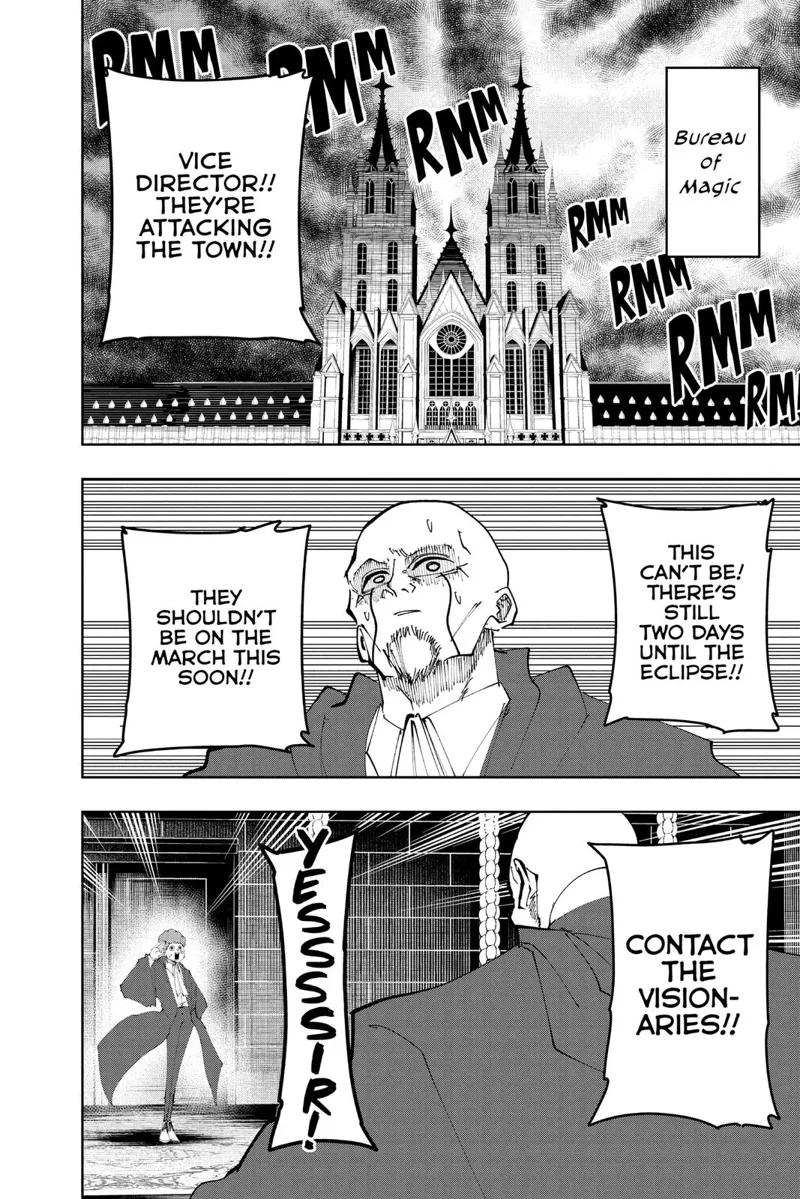 Bureau
of
Magic
RMM
RMM
RMM
RMM
RMM
RMM
RM
VICE
DIRECTOR!!
THEY'RE
ATTACKING
THE TOWN!!
THIS
CAN'T BE!
THERE'S
STILL
TWO DAYS
UNTIL THE
ECLIPSE!!
THEY
SHOULDN'T
BE ON THE
MARCH THIS
SOON!!
CONTACT
THE
VISION-
ARIES!!
YESSSSSIR!